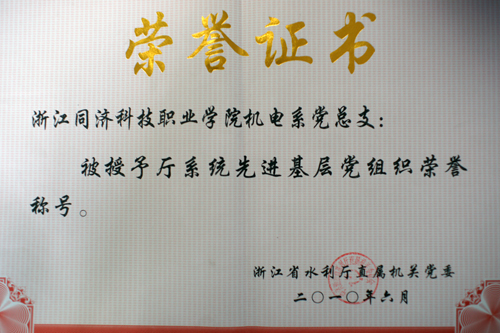 荣誉证书
浙江同济科技职业学院机电系党总支：
被授予厅系统先进基层党组织荣誉
称号。
浙江省水利厅直属机关党委
二〇一〇年六月